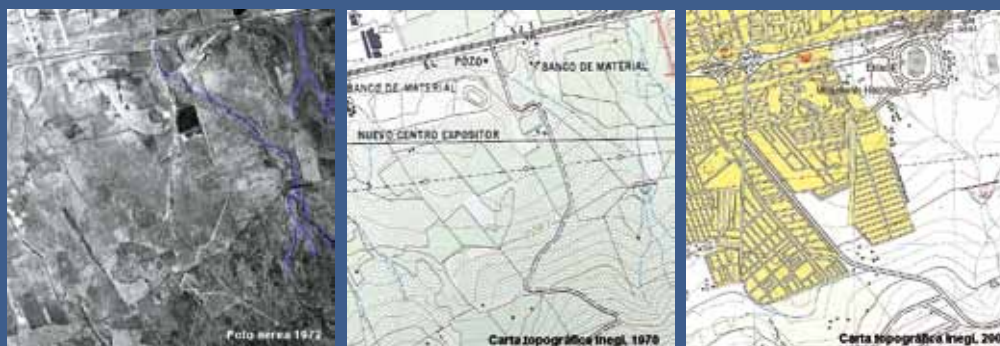 Foto aerea 1972
POZO
BANCO DE MATERIAL
BANCO DE MATERIAL
NUEVO CENTRO EXPOSITOR
Carta topográfica Inegi, 1970
Estadio
Carta topográfica Inegi, 200